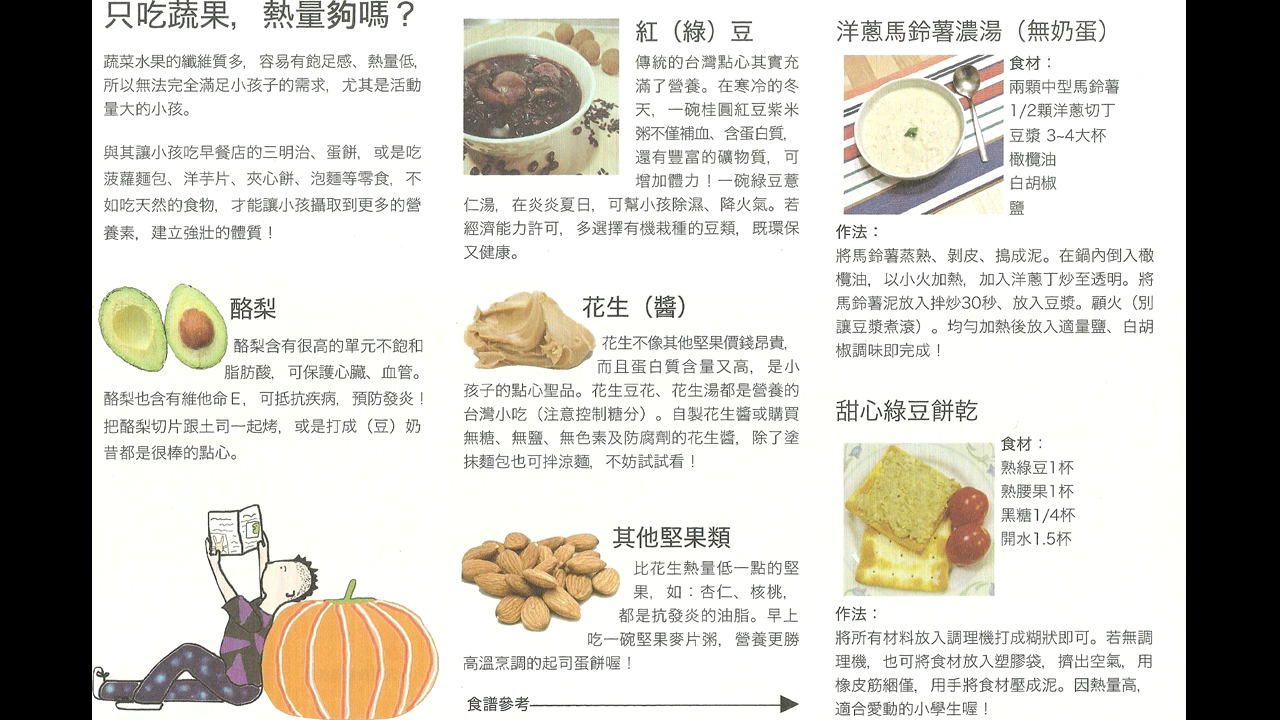 只吃蔬果，熱量夠嗎？
蔬菜水果的纖維質多，容易有飽足感、熱量低，
所以無法完全滿足小孩子的需求，尤其是活動
量大的小孩。
與其讓小孩吃早餐店的三明治、蛋餅，或是吃
菠蘿麵包、洋芋片、夾心餅、泡麵等零食，不
如吃天然的食物，才能讓小孩攝取到更多的營
養素，建立強壯的體質！
酪梨
酪梨含有很高的單元不飽和
脂肪酸，可保護心臟、血管。
酪梨也含有維他命E，可抵抗疾病，預防發炎！
把酪梨切片跟土司一起烤，或是打成（豆）奶
昔都是很棒的點心。
紅（綠）豆
傳統的台灣點心其實充
滿了營養。在寒冷的冬
天，一碗桂圓紅豆紫米
粥不僅補血、含蛋白質，
還有豐富的礦物質，可
增加體力！一碗綠豆薏
仁湯，在炎炎夏日，可幫小孩除濕、降火氣。若
經濟能力許可，多選擇有機栽種的豆類，既環保
又健康。
花生（醬）
花生不像其他堅果價錢昂貴，
而且蛋白質含量又高，是小
孩子的點心聖品。花生豆花、花生湯都是營養的
台灣小吃（注意控制糖分）。自製花生醬或購買
無糖、無鹽、無色素及防腐劑的花生醬，除了塗
抹麵包也可拌涼麵，不妨試試看！
其他堅果類
比花生熱量低一點的堅
果，如：杏仁、核桃，
都是抗發炎的油脂。早上
吃一碗堅果麥片粥，營養更勝
高溫烹調的起司蛋餅喔！
食譜參考
洋蔥馬鈴薯濃湯（無奶蛋）
食材：
兩顆中型馬鈴薯
1/2顆洋蔥切丁
豆漿 3~4大杯
橄欖油
白胡椒
鹽
作法：
將馬鈴薯蒸熟、剝皮、搗成泥。在鍋內倒入橄
欖油，以小火加熱，加入洋蔥丁炒至透明。將
馬鈴薯泥放入拌炒30秒、放入豆漿。顧火（別
讓豆漿煮滾）。均勻加熱後放入適量鹽、白胡
椒調味即完成！
甜心綠豆餅乾
食材：
熟綠豆1杯
熟腰果1杯
黑糖1/4杯
開水1.5杯
作法：
將所有材料放入調理機打成糊狀即可。若無調
理機，也可將食材放入塑膠袋，擠出空氣，用
橡皮筋綑僅，用手將食材壓成泥。因熱量高，
適合愛動的小學生喔！